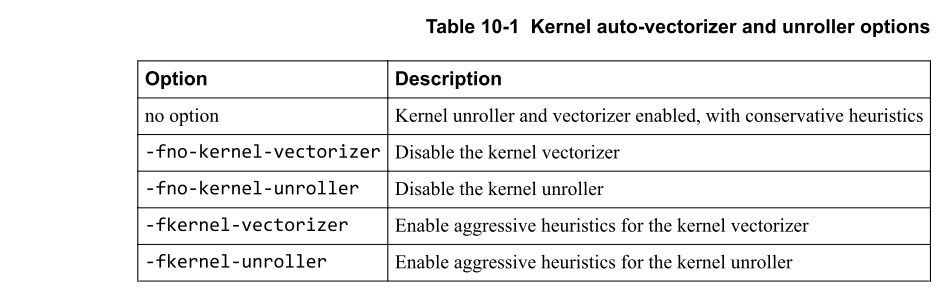 Table 10-1 Kernel auto-vectorizer and unroller options
Option Description
no option Kernel unroller and vectorizer enabled, with conservative heuristics
-fno-kernel-vectorizer Disable the kernel vectorizer
-fno-kernel-unroller Disable the kernel unroller
-fkernel-vectorizer Enable aggressive heuristics for the kernel vectorizer
-fkernel-unroller Enable aggressive heuristics for the kernel unroller